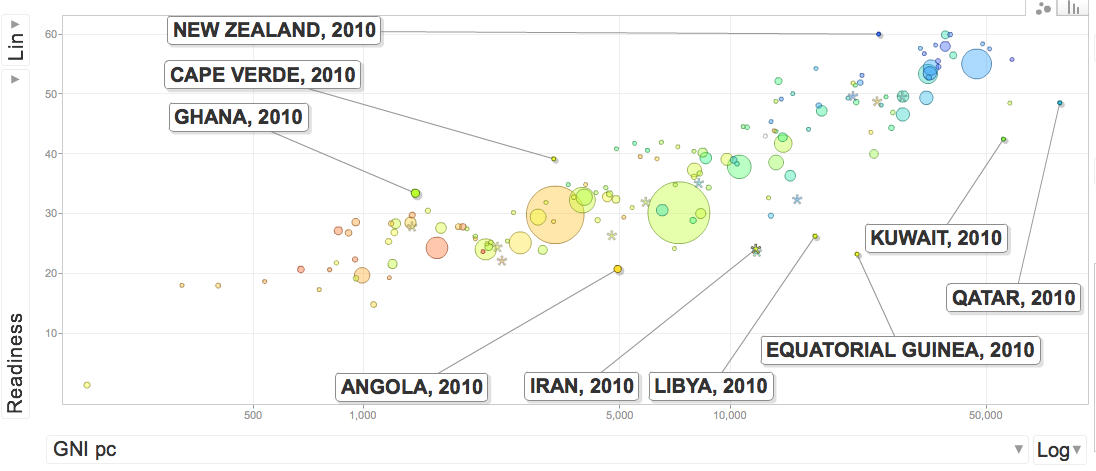 60
50
40
30
20
10
Lin
Readiness
NEW ZEALAND, 2010
CAPE VERDE, 2010
GHANA, 2010
KUWAIT, 2010
QATAR, 2010
EQUATORIAL GUINEA, 2010
ANGOLA, 2010
IRAN, 2010
LIBYA, 2010
500
1,000
5,000
10,000
50,000
GNI pc
Log